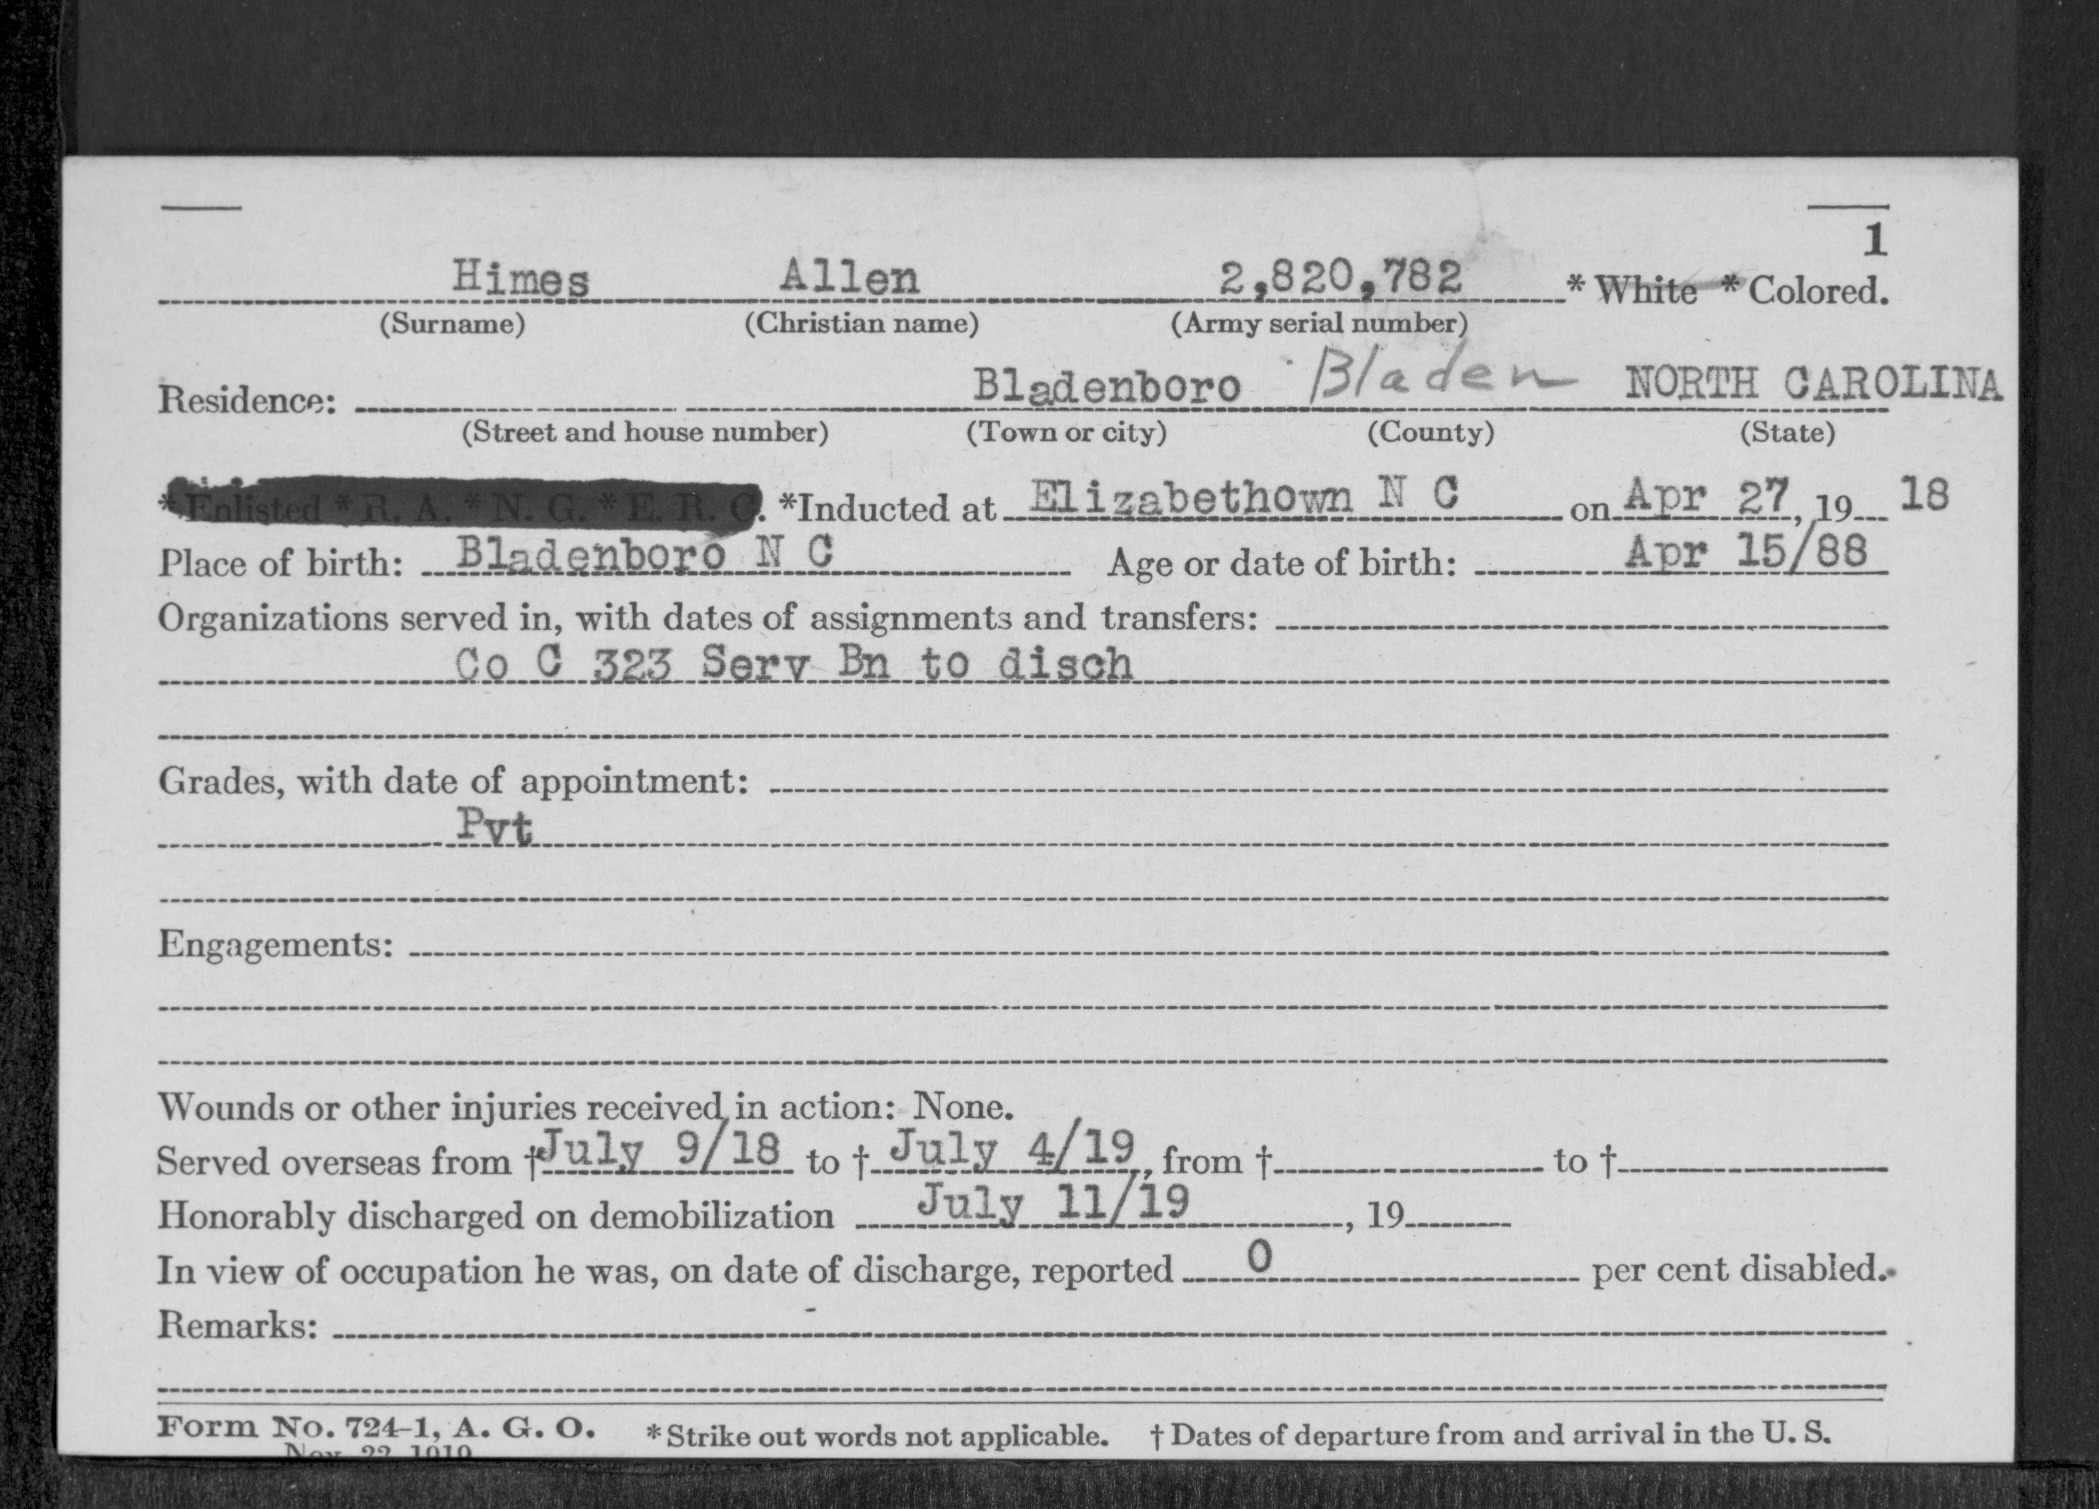 1
Himes Allen 2,820,782 * White * Colored.
(Surname) (Christian name) (Army serial number)
Residence: Bladenboro Bladen NORTH CAROLINA
(Street and house number) (Town or city) (County) (State)
*Enlisted *R. A. *N. G. *E. R. C. *Inducted at Elizabethown N C on Apr 27, 19 18
Place of birth: Bladenboro N C Age or date of birth: Apr 15/88
Organizations served in, with dates of assignments and transfers:
Co C 323 Serv Bn to disch
Grades, with date of appointment:
Pvt
Engagements:
Wounds or other injuries received in action: None.
Served overseas from † July 9/18 to † July 4/19, from † to †
Honorably discharged on demobilization July 11/19, 19
In view of occupation he was, on date of discharge, reported 0 per cent disabled.
Remarks:
Form No. 724-1, A. G. O. * Strike out words not applicable. † Dates of departure from and arrival in the U. S.
Nov. 22, 1919